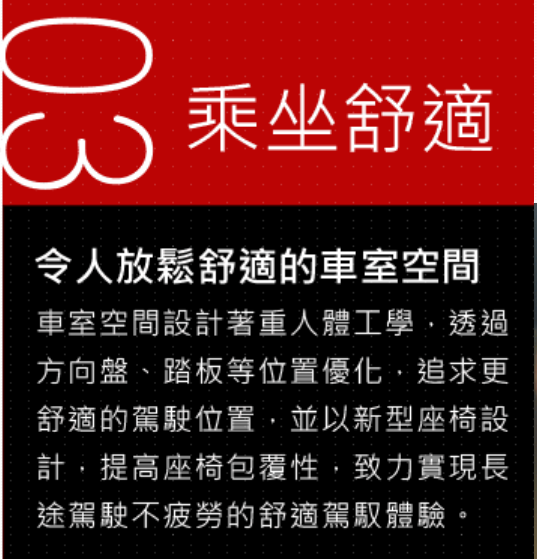 03
乘坐舒適
令人放鬆舒適的車室空間
車室空間設計著重人體工學，透過
方向盤、踏板等位置優化，追求更
舒適的駕駛位置，並以新型座椅設
計，提高座椅包覆性，致力實現長
途駕駛不疲勞的舒適駕馭體驗。